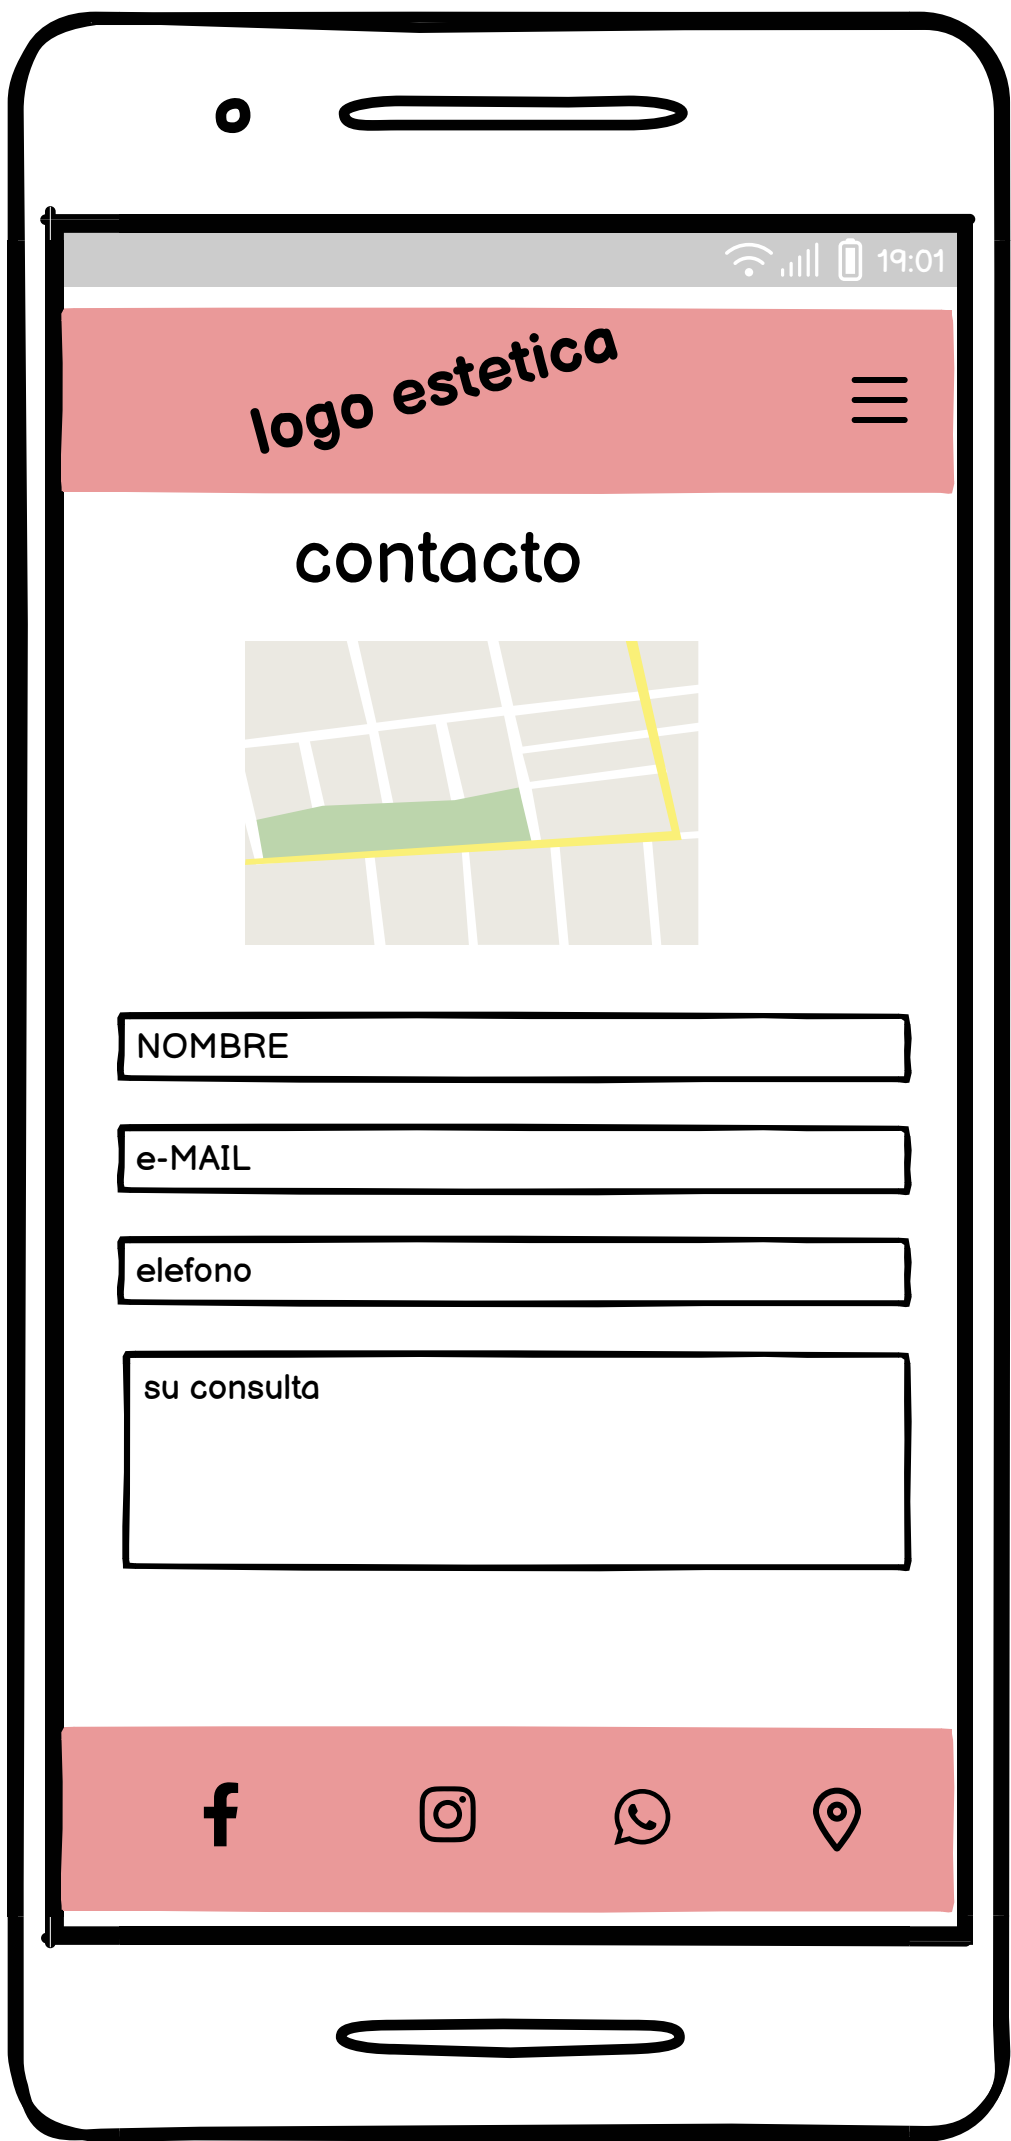 19:01
logo estetica
contacto
NOMBRE
e-MAIL
elefono
su consulta